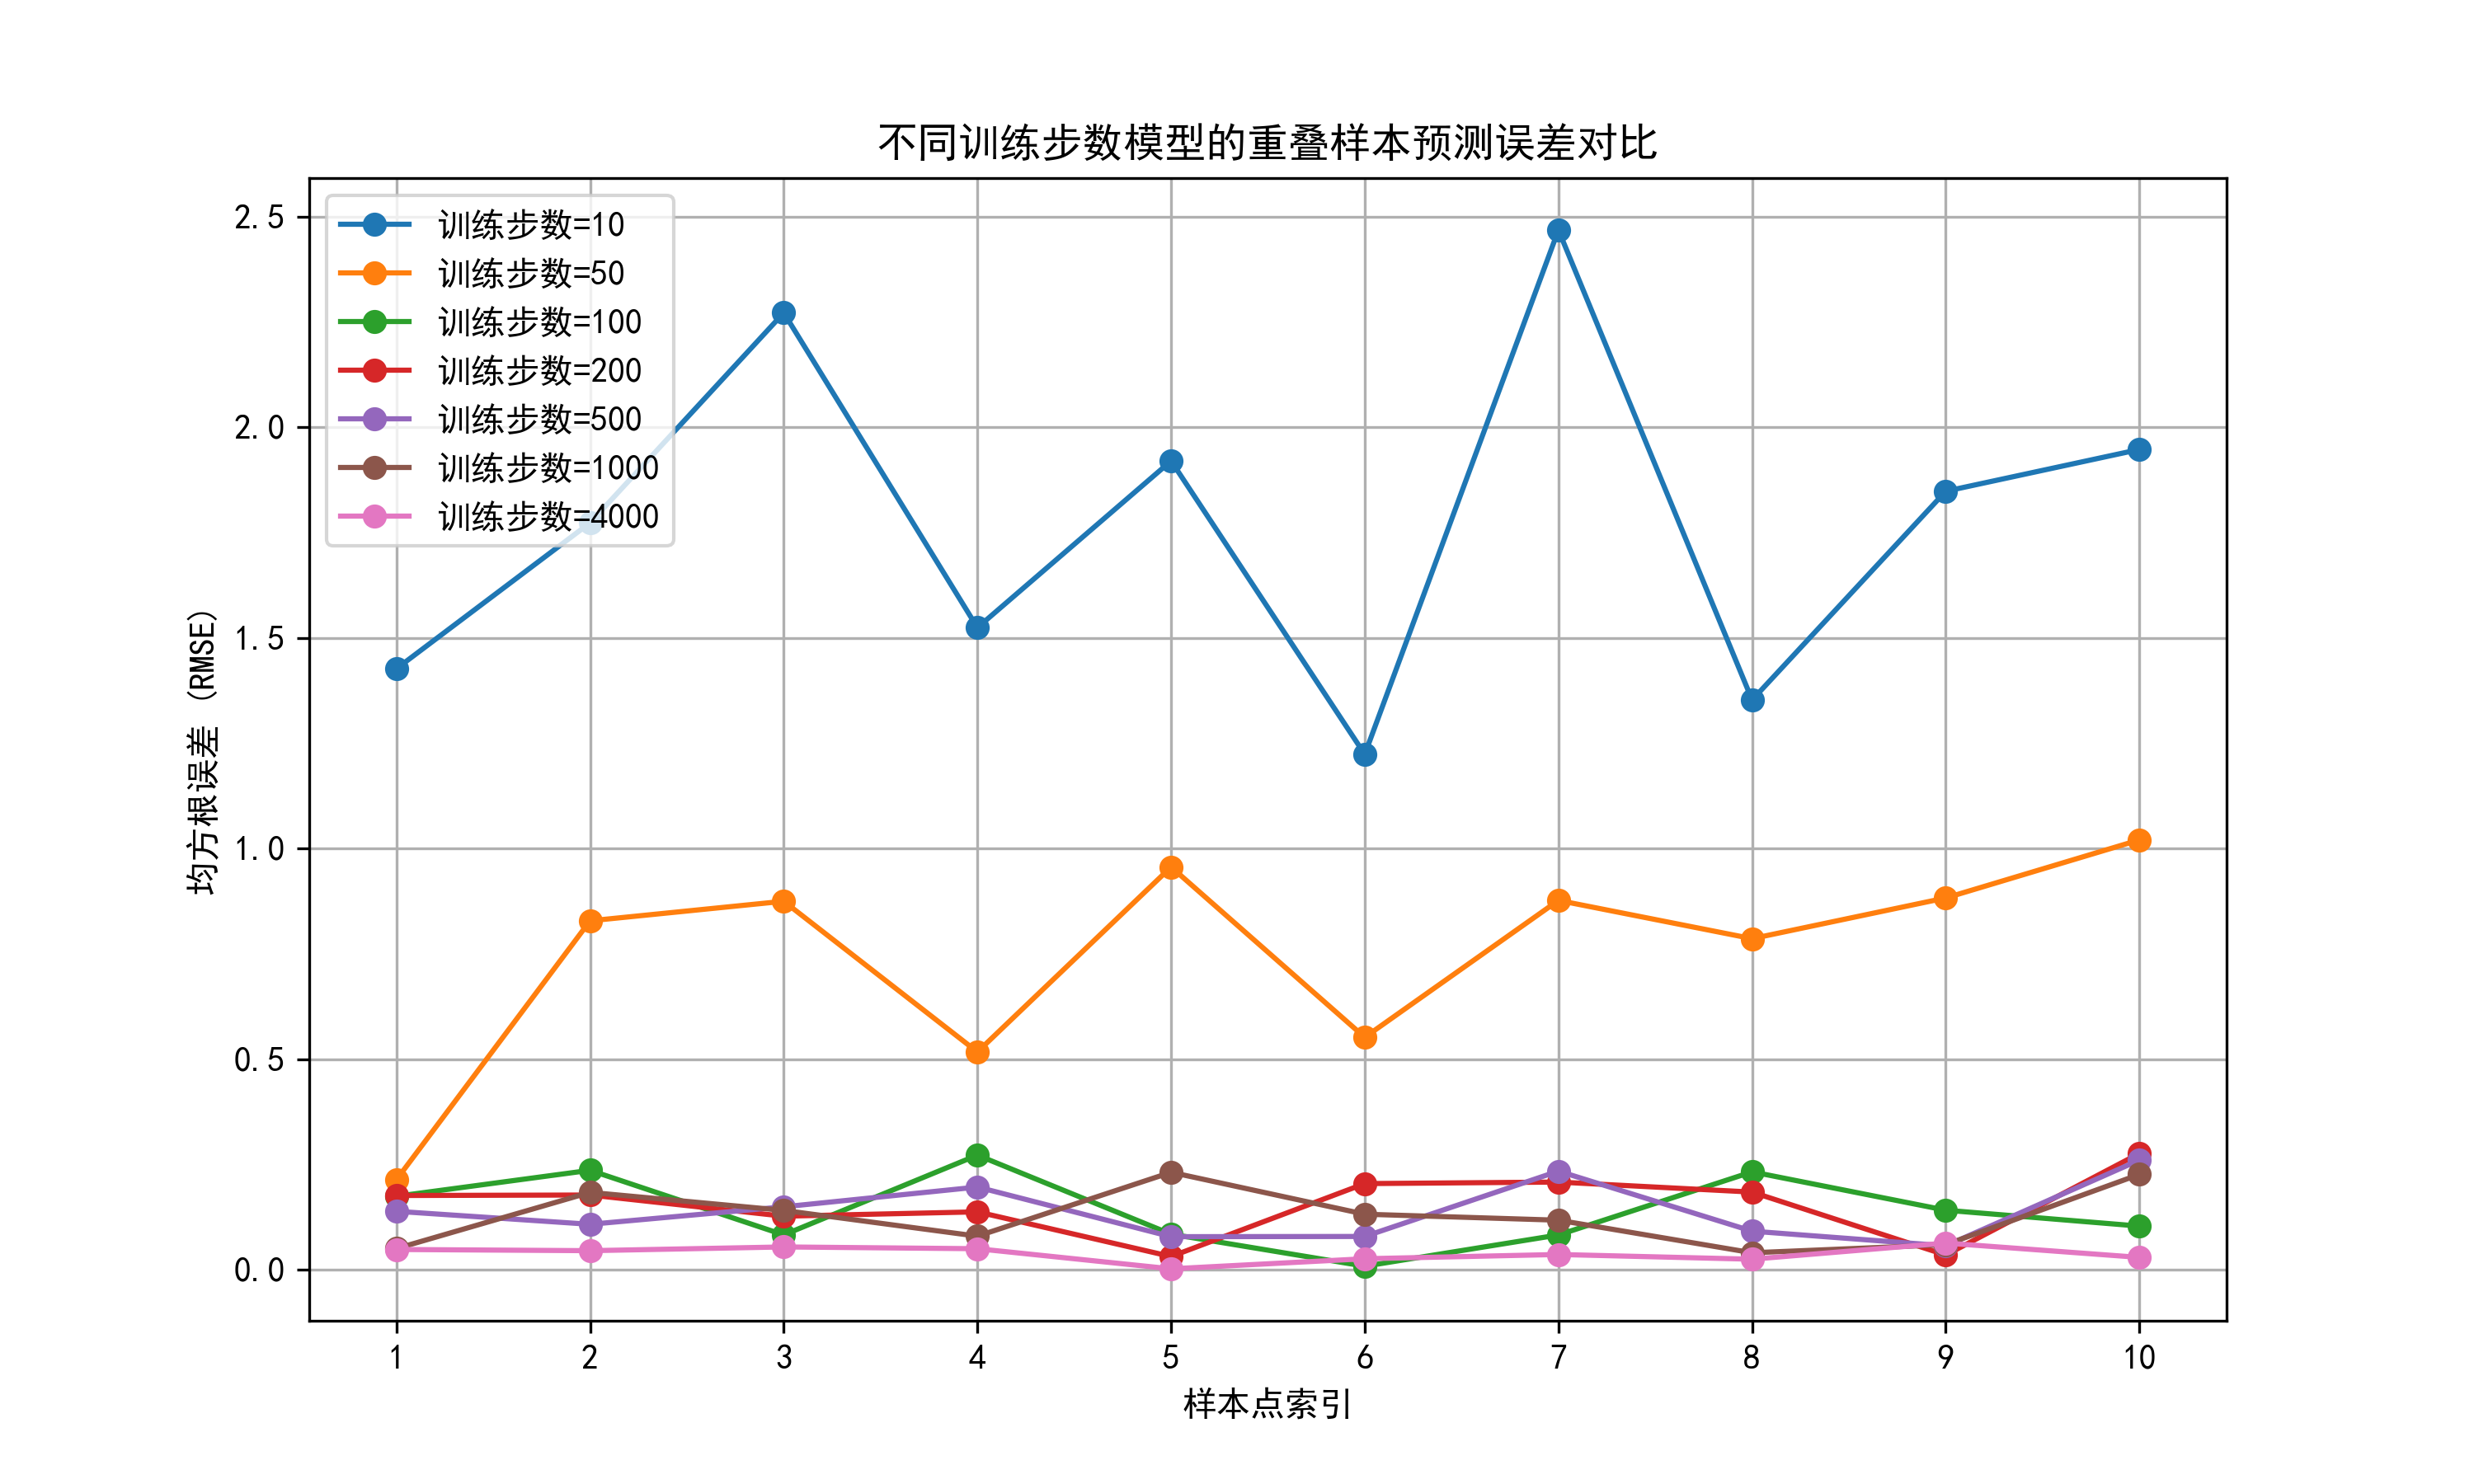 不同训练步数模型的重叠样本预测误差对比
训练步数=10
训练步数=50
训练步数=100
训练步数=200
训练步数=500
训练步数=1000
训练步数=4000
均方根误差 (RMSE)
2.5
2.0
1.5
1.0
0.5
0.0
1 2 3 4 5 6 7 8 9 10
样本点索引